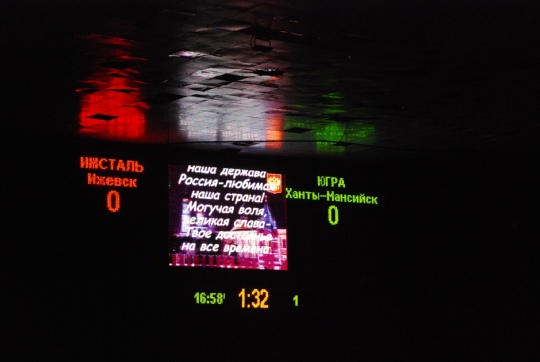 ИЖСТАЛЬ
Ижевск
0
наша держава
Россия-любимая
наша страна!
Могучая воля,
великая слава-
Твое достоянье
на все времена.
ЮГРА
Ханты-Мансийск
0
16:58
1:32
1